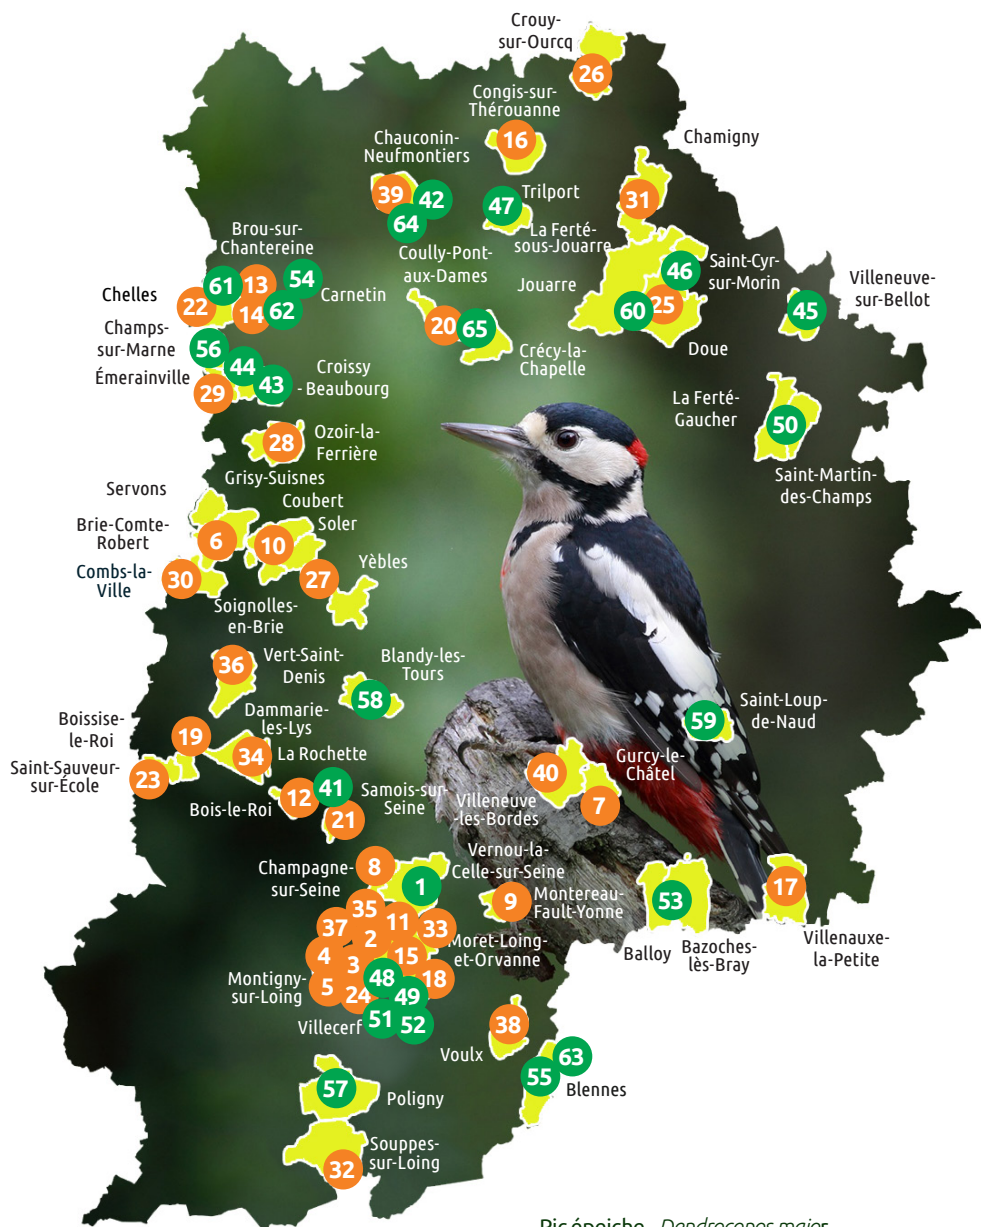 Crouy-
sur-Ourcq
26
Congis-sur-
Thérouanne
16
Chamigny
31
Chauconin-
Neufmontiers
39
42
64
47
Trilport
La Ferté-
sous-Jouarre
Coully-Pont-
aux-Dames
Saint-Cyr-
sur-Morin
46
Jouarre
60
25
Doue
Villeneuve-
sur-Bellot
45
Brou-sur-
Chantereine
61
13
54
Carnetin
Chelles
22
14
62
Champs-
sur-Marne
56
44
43
Croissy
- Beaubourg
Émerainville
29
20
65
Crécy-la-
Chapelle
La Ferté-
Gaucher
50
Saint-Martin-
des-Champs
28
Ozoir-la-
Ferrière
Grisy-Suisnes
Coubert
Soler
Servons
Brie-Comte-
Robert
6
10
27
Yèbles
Combs-la-
Ville
30
Soignolles-
en-Brie
36
Vert-Saint-
Denis
Blandy-les-
Tours
58
Saint-Loup-
de-Naud
59
Boissise-
le-Roi
19
Dammarie-
les-Lys
34
La Rochette
Saint-Sauveur-
sur-École
23
Bois-le-Roi
12
41
21
Samois-sur-
Seine
40
Villeneuve
-les-Bordes
7
Gurcy-le-
Châtel
Champagne-
sur-Seine
8
1
Vernou-la-
Celle-sur-Seine
9
Montereau-
Fault-Yonne
53
Balloy
Bazoches-
lès-Bray
17
Villenauxe-
la-Petite
35
37
11
33
2
4
3
15
Moret-Loing-
et-Orvanne
Montigny-
sur-Loing
5
24
48
18
49
Villecerf
51
52
38
Voulx
63
55
Blennes
57
Poligny
Souppes-
sur-Loing
32
Pic épeiche - Dendrocopos major